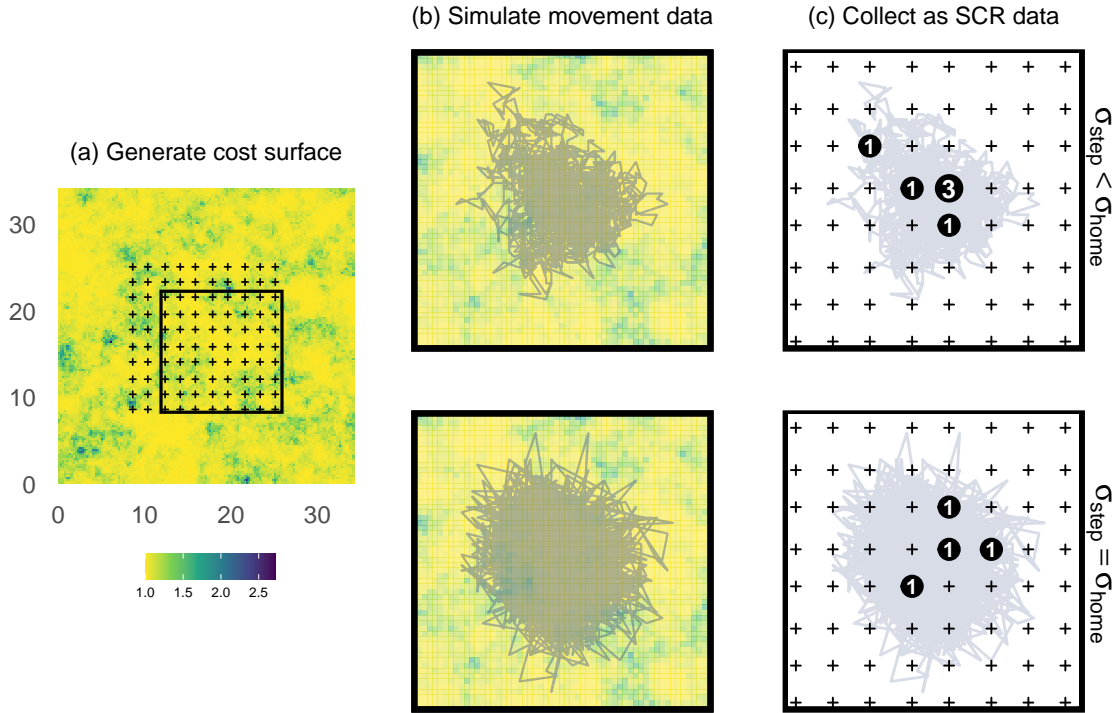 (a) Generate cost surface
30
20
10
0
0 10 20 30
1.0 1.5 2.0 2.5
(b) Simulate movement data
(c) Collect as SCR data
1
1 3
1
σstep < σhome
1
1 1
1
σstep = σhome